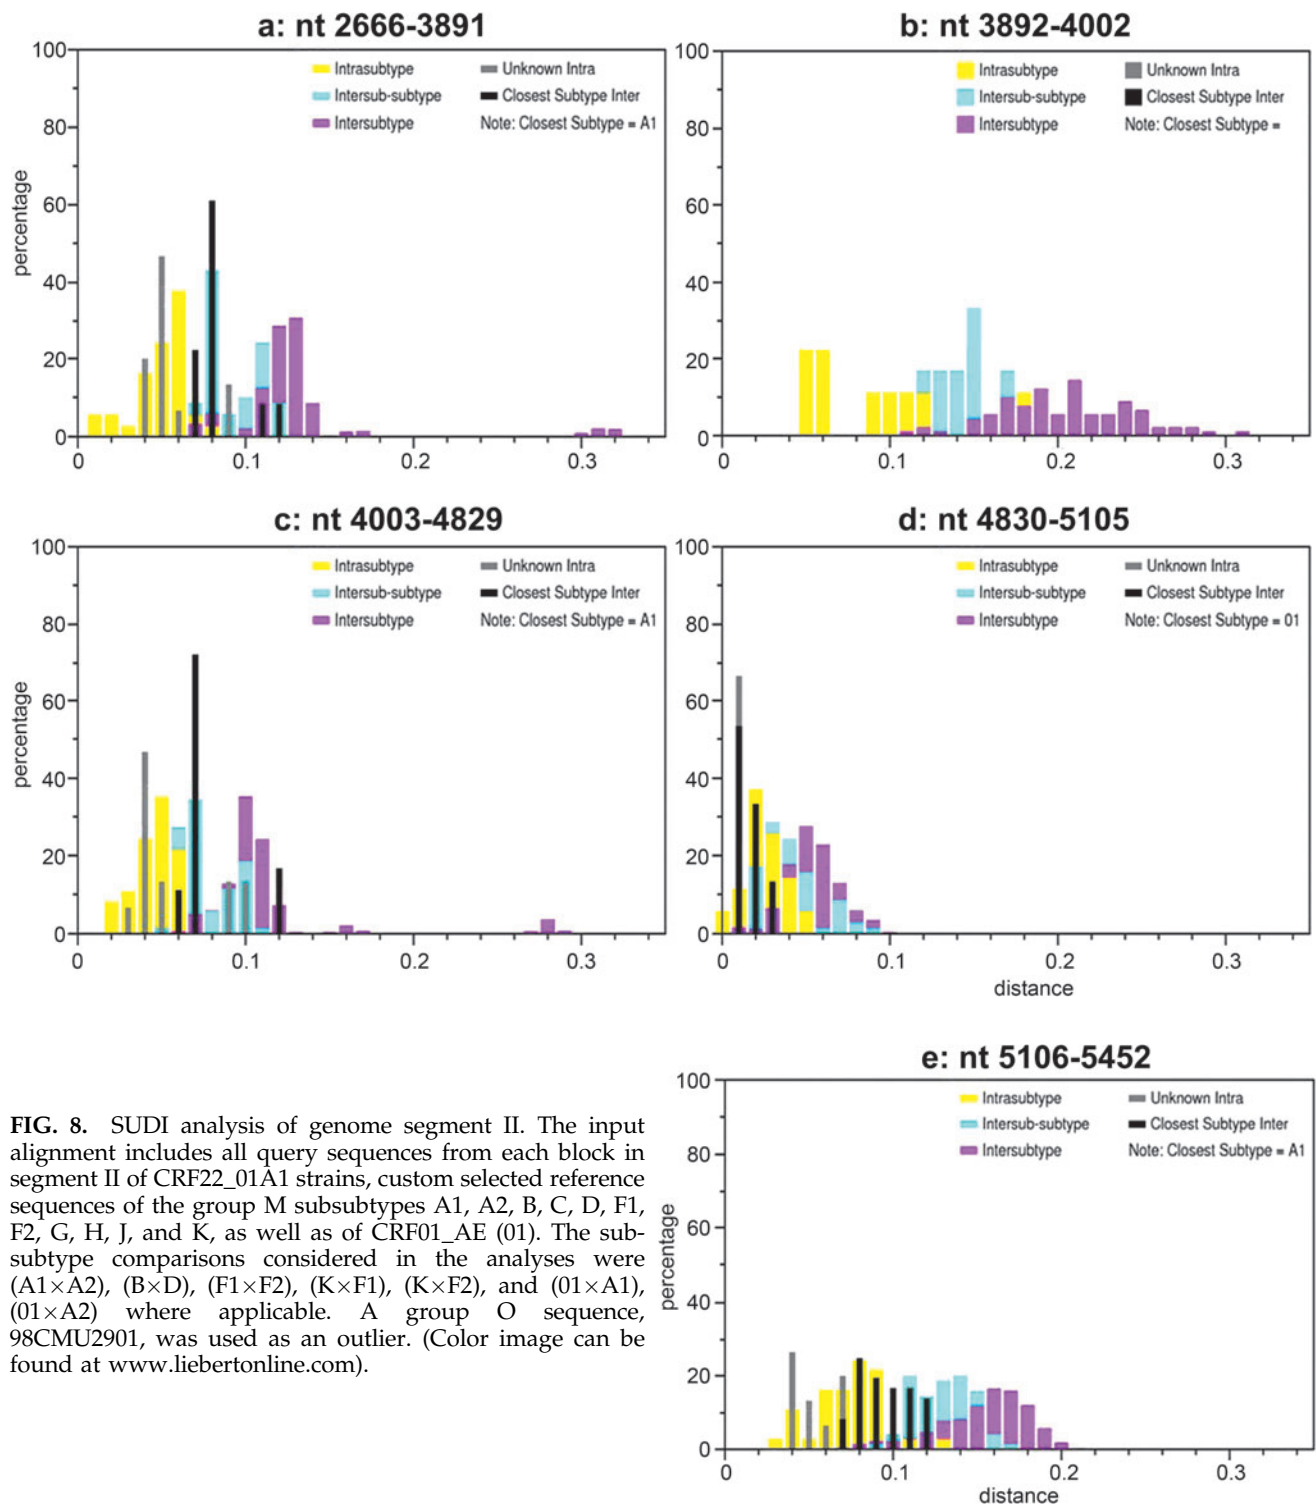 a: nt 2666-3891
100
80
60
40
20
0
percentage
Intrasubtype
Intersub-subtype
Intersubtype
Unknown Intra
Closest Subtype Inter
Note: Closest Subtype = A1
0 0.1 0.2 0.3
b: nt 3892-4002
100
80
60
40
20
0
Intrasubtype
Intersub-subtype
Intersubtype
Unknown Intra
Closest Subtype Inter
Note: Closest Subtype =
0 0.1 0.2 0.3
c: nt 4003-4829
100
80
60
40
20
0
percentage
Intrasubtype
Intersub-subtype
Intersubtype
Unknown Intra
Closest Subtype Inter
Note: Closest Subtype = A1
0 0.1 0.2 0.3
d: nt 4830-5105
100
80
60
40
20
0
Intrasubtype
Intersub-subtype
Intersubtype
Unknown Intra
Closest Subtype Inter
Note: Closest Subtype = 01
0 0.1 0.2 0.3
distance
e: nt 5106-5452
100
80
60
40
20
0
percentage
Intrasubtype
Intersub-subtype
Intersubtype
Unknown Intra
Closest Subtype Inter
Note: Closest Subtype = A1
0 0.1 0.2 0.3
distance
FIG. 8. SUDI analysis of genome segment II. The input
alignment includes all query sequences from each block in
segment II of CRF22_01A1 strains, custom selected reference
sequences of the group M subsubtypes A1, A2, B, C, D, F1,
F2, G, H, J, and K, as well as of CRF01_AE (01). The sub-
subtype comparisons considered in the analyses were
(A1×A2), (B×D), (F1×F2), (K×F1), (K×F2), and (01×A1),
(01×A2) where applicable. A group O sequence,
98CMU2901, was used as an outlier. (Color image can be
found at www.liebertonline.com).